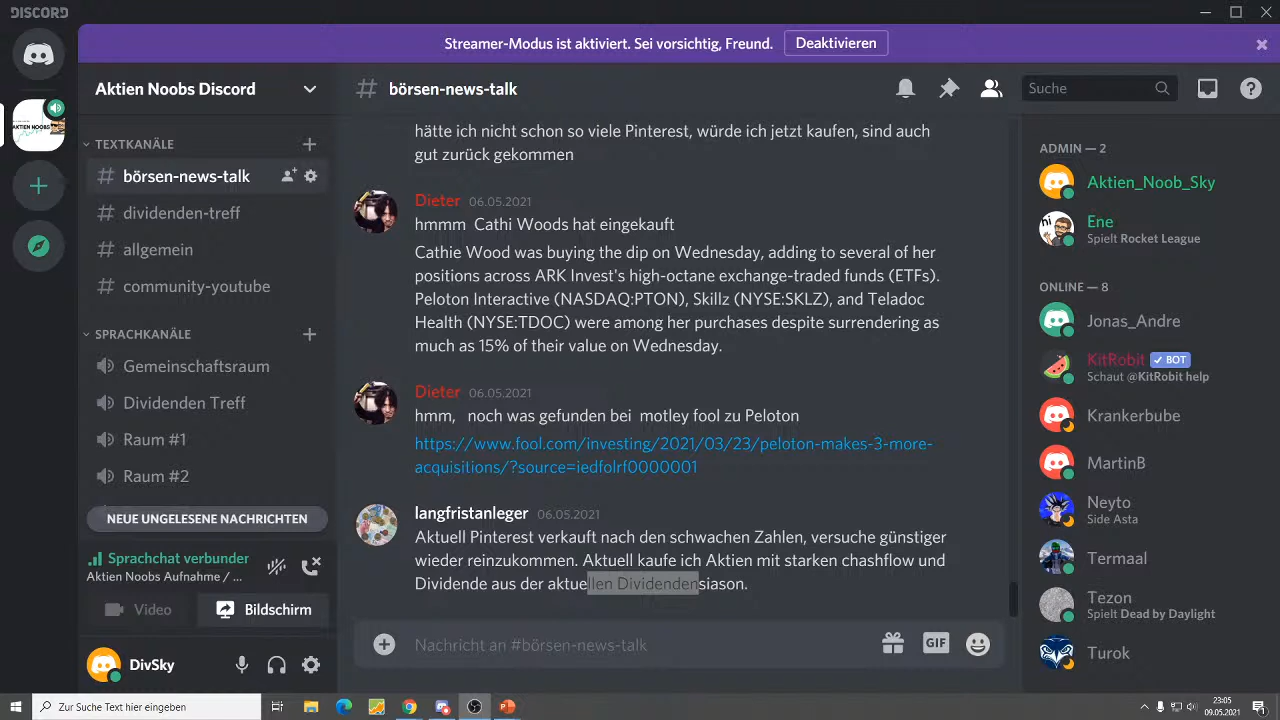 DISCORD
Streamer-Modus ist aktiviert. Sei vorsichtig, Freund.
Deaktivieren
AKTIEN NOOBS
Aktien Noobs Discord
TEXTKANÄLE
börsen-news-talk
dividenden-treff
allgemein
community-youtube
SPRACHKANÄLE
Gemeinschaftsraum
Dividenden Treff
Raum #1
Raum #2
NEUE UNGELESENE NACHRICHTEN
Sprachchat verbunden
Aktien Noobs Aufnahme / ...
Video
Bildschirm
DivSky
börsen-news-talk
Suche
hätte ich nicht schon so viele Pinterest, würde ich jetzt kaufen, sind auch
gut zurück gekommen
Dieter 06.05.2021
hmmm Cathi Woods hat eingekauft
Cathie Wood was buying the dip on Wednesday, adding to several of her
positions across ARK Invest's high-octane exchange-traded funds (ETFs).
Peloton Interactive (NASDAQ:PTON), Skillz (NYSE:SKLZ), and Teladoc
Health (NYSE:TDOC) were among her purchases despite surrendering as
much as 15% of their value on Wednesday.
Dieter 06.05.2021
hmm, noch was gefunden bei motley fool zu Peloton
https://www.fool.com/investing/2021/03/23/peloton-makes-3-more-
acquisitions/?source=iedfolrf0000001
langfristanleger 06.05.2021
Aktuell Pinterest verkauft nach den schwachen Zahlen, versuche günstiger
wieder reinzukommen. Aktuell kaufe ich Aktien mit starken chashflow und
Dividende aus der aktuellen Dividendensiason.
Nachricht an #börsen-news-talk
GIF
ADMIN — 2
Aktien_Noob_Sky
hi
Ene
Spielt Rocket League
ONLINE — 8
Jonas_Andre
KitRobit BOT
Schaut @KitRobit help
Krankerbube
MartinB
Neyto
Side Asta
Termaal
Tezon
Spielt Dead by Daylight
Turok
Zur Suche Text hier eingeben
23:05
09.05.2021